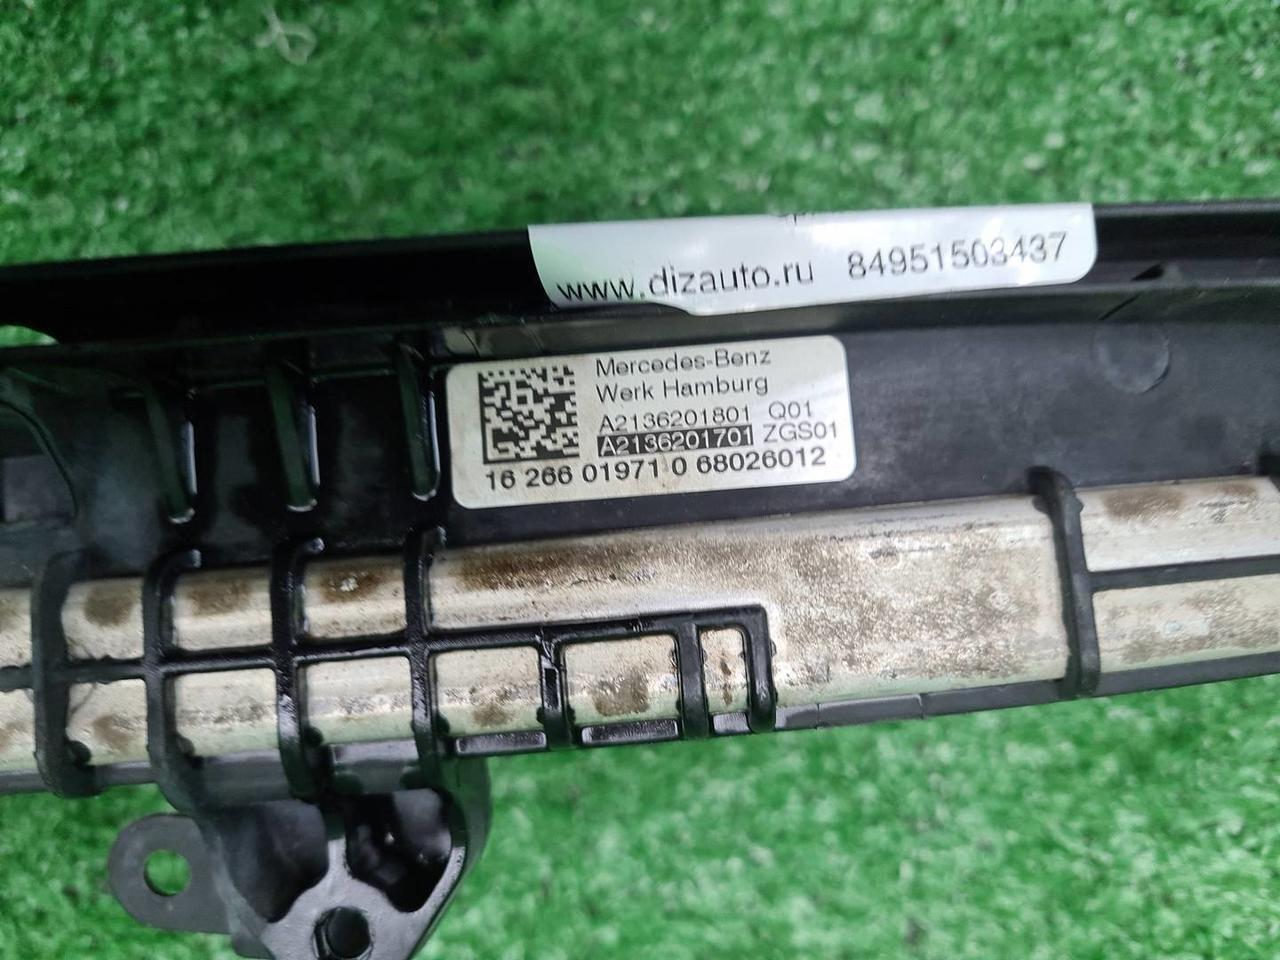 www.dizauto.ru 84951503437
Mercedes-Benz
Werk Hamburg
A2136201801 Q01
A2136201701 ZGS01
16 266 01971 0 68026012